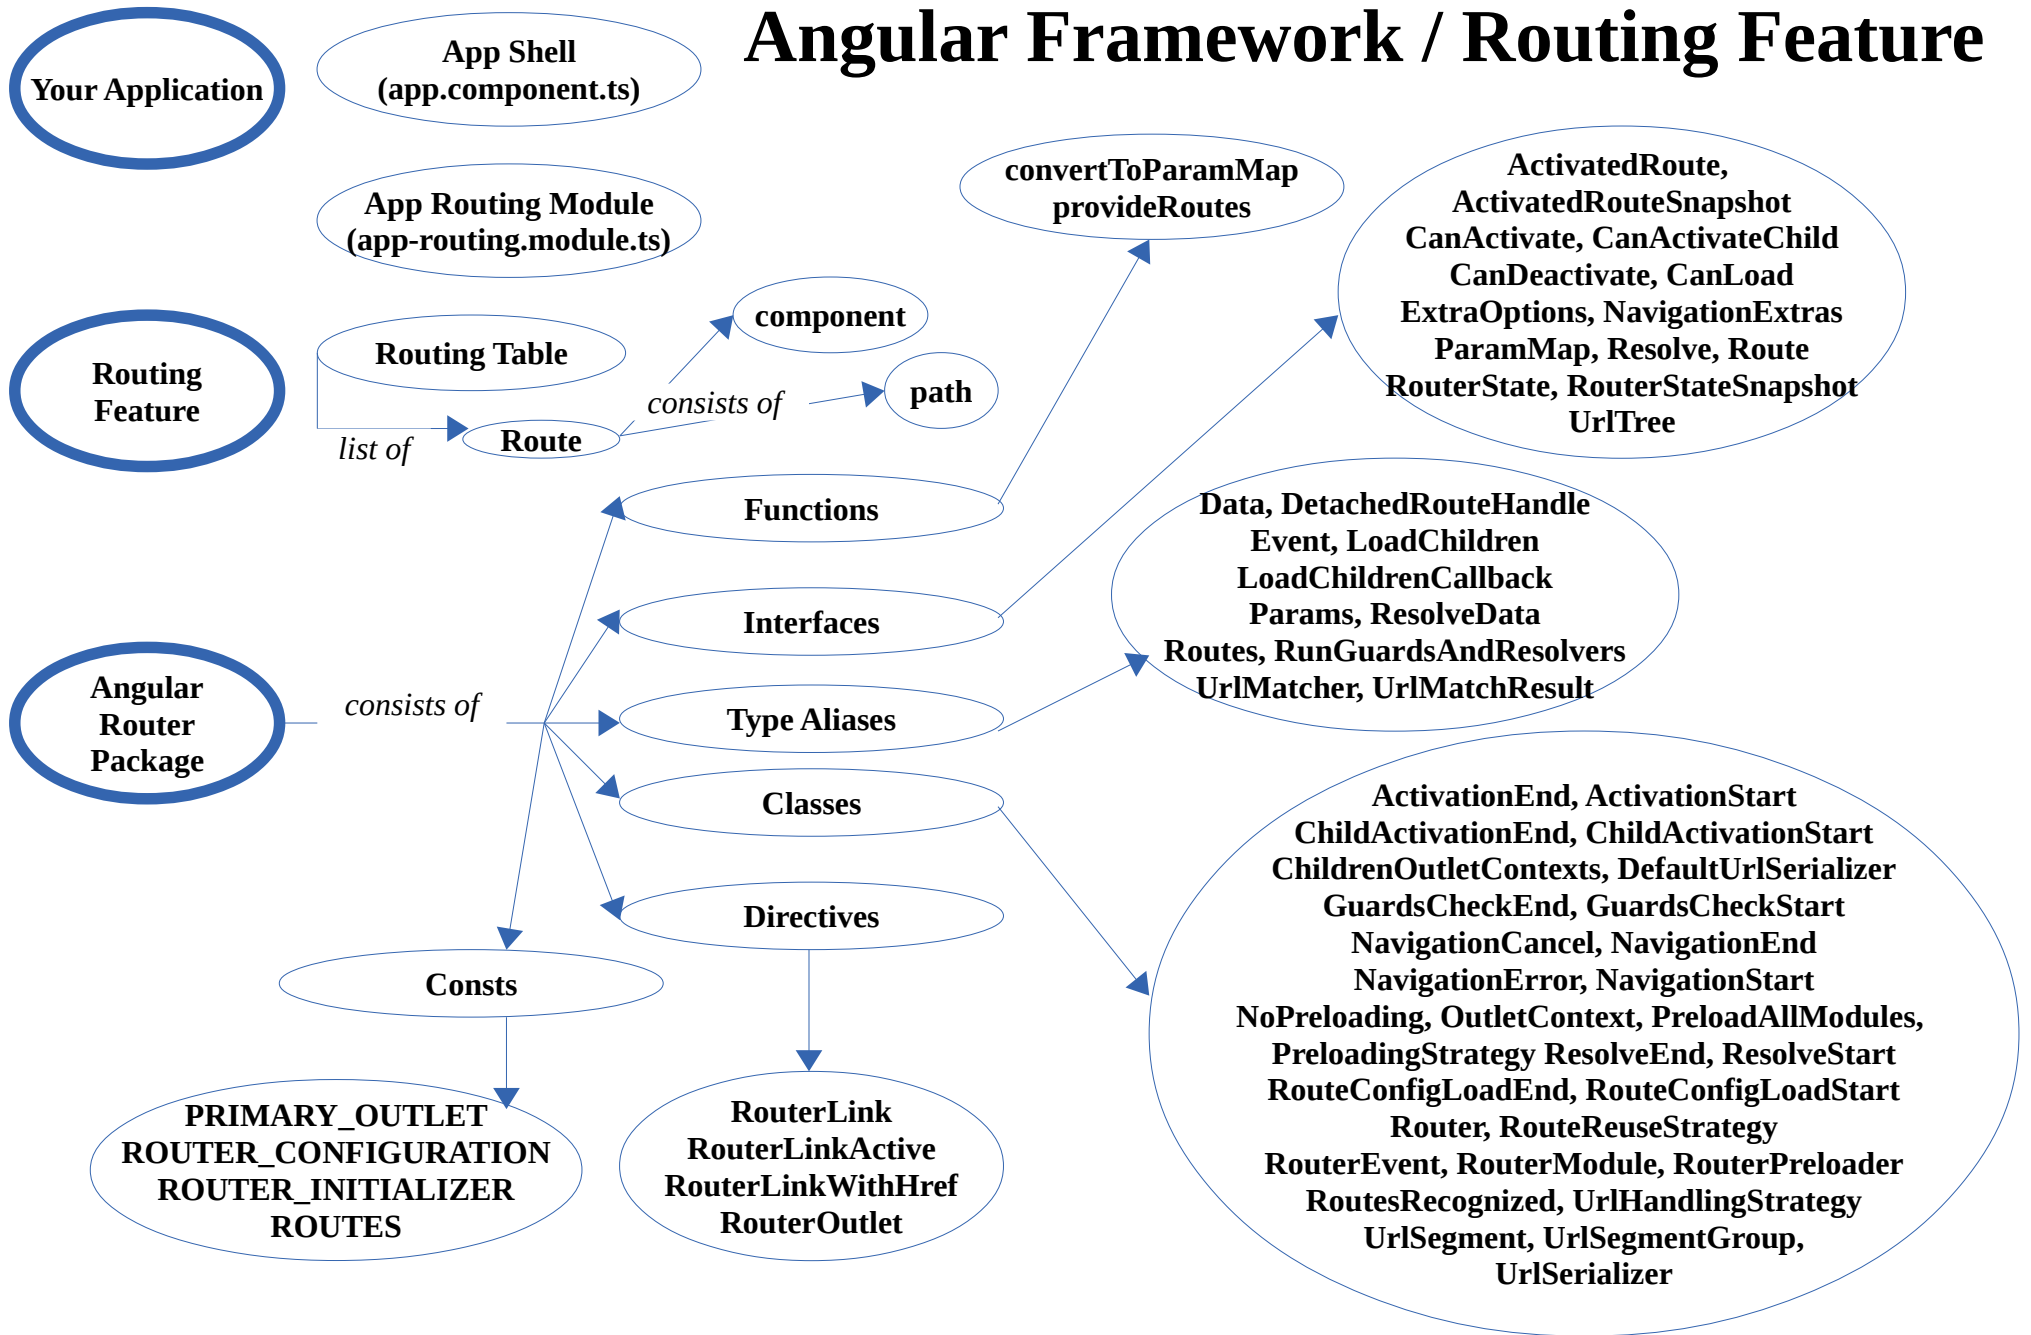 Angular Framework / Routing Feature
Your Application
App Shell
(app.component.ts)
App Routing Module
(app-routing.module.ts)
Routing
Feature
Routing Table
list of
Route
consists of
component
path
Angular
Router
Package
consists of
Functions
convertToParamMap
provideRoutes
Interfaces
ActivatedRoute,
ActivatedRouteSnapshot
CanActivate, CanActivateChild
CanDeactivate, CanLoad
ExtraOptions, NavigationExtras
ParamMap, Resolve, Route
RouterState, RouterStateSnapshot
UrlTree
Type Aliases
Data, DetachedRouteHandle
Event, LoadChildren
LoadChildrenCallback
Params, ResolveData
Routes, RunGuardsAndResolvers
UrlMatcher, UrlMatchResult
Classes
ActivationEnd, ActivationStart
ChildActivationEnd, ChildActivationStart
ChildrenOutletContexts, DefaultUrlSerializer
GuardsCheckEnd, GuardsCheckStart
NavigationCancel, NavigationEnd
NavigationError, NavigationStart
NoPreloading, OutletContext, PreloadAllModules,
PreloadingStrategy ResolveEnd, ResolveStart
RouteConfigLoadEnd, RouteConfigLoadStart
Router, RouteReuseStrategy
RouterEvent, RouterModule, RouterPreloader
RoutesRecognized, UrlHandlingStrategy
UrlSegment, UrlSegmentGroup,
UrlSerializer
Directives
RouterLink
RouterLinkActive
RouterLinkWithHref
RouterOutlet
Consts
PRIMARY_OUTLET
ROUTER_CONFIGURATION
ROUTER_INITIALIZER
ROUTES